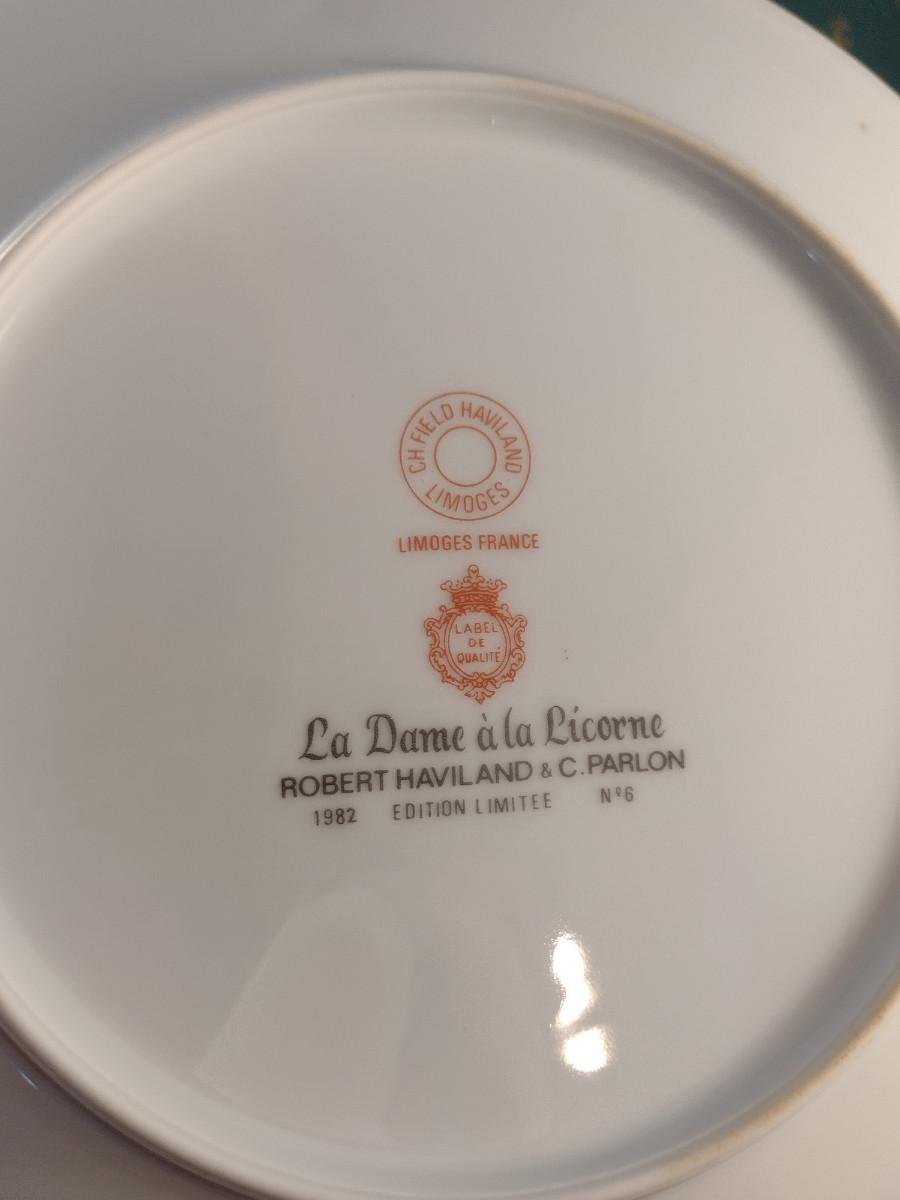 CH. FIELD HAVILAND
LIMOGES
LIMOGES FRANCE
LABEL
DE
QUALITÉ
La Dame à la Licorne
ROBERT HAVILAND & C. PARLON
1982 EDITION LIMITEE Nº6